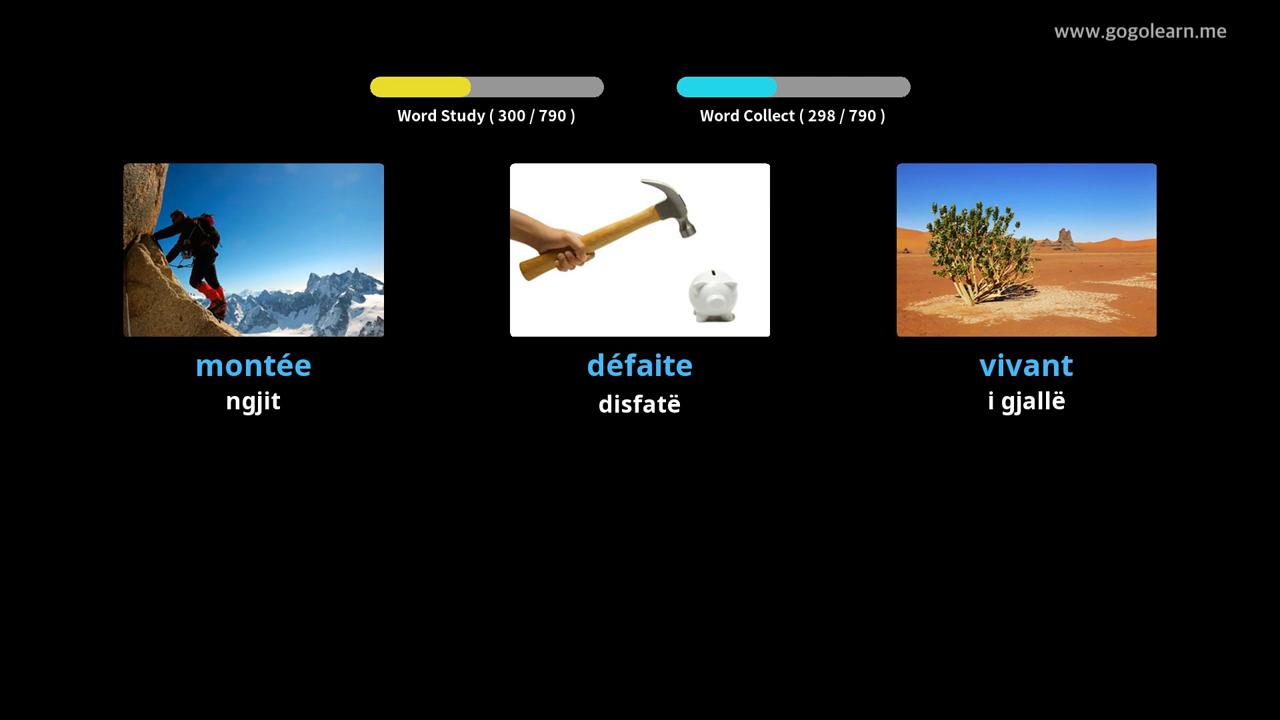 www.gogolearn.me
Word Study ( 300 / 790 )
Word Collect ( 298 / 790 )
montée
ngjit
défaite
disfatë
vivant
i gjallë